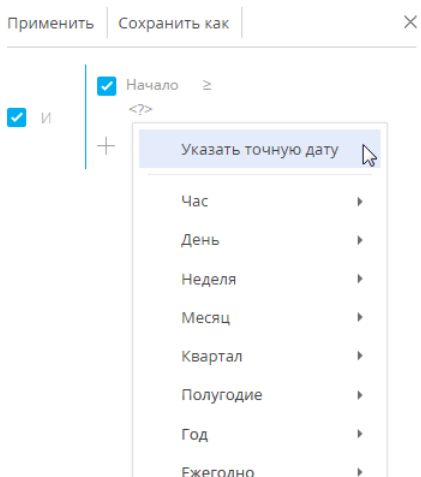 Применить Сохранить как
Начало ≥
И <?>
Указать точную дату
Час
День
Неделя
Месяц
Квартал
Полугодие
Год
Ежегодно